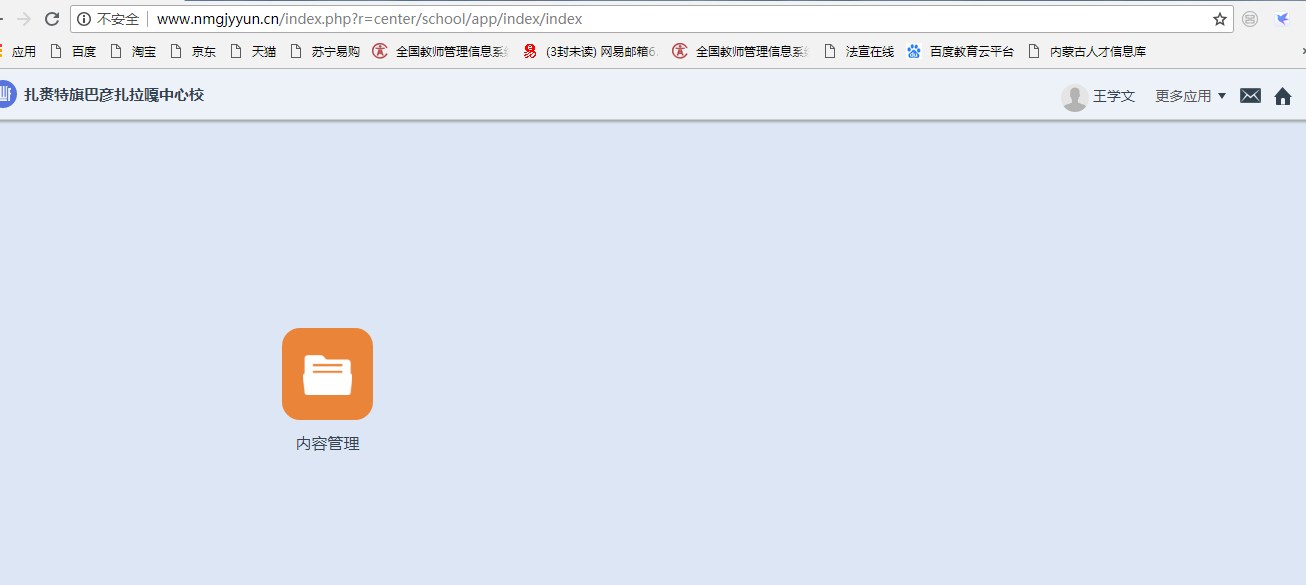 不安全 www.nmgjyyun.cn/index.php?r=center/school/app/index/index
应用 百度 淘宝 京东 天猫 苏宁易购 全国教师管理信息系统 (3封未读) 网易邮箱6. 全国教师管理信息系统 法宣在线 百度教育云平台 内蒙古人才信息库
扎赉特旗巴彦扎拉嘎中心校 王学文 更多应用
内容管理